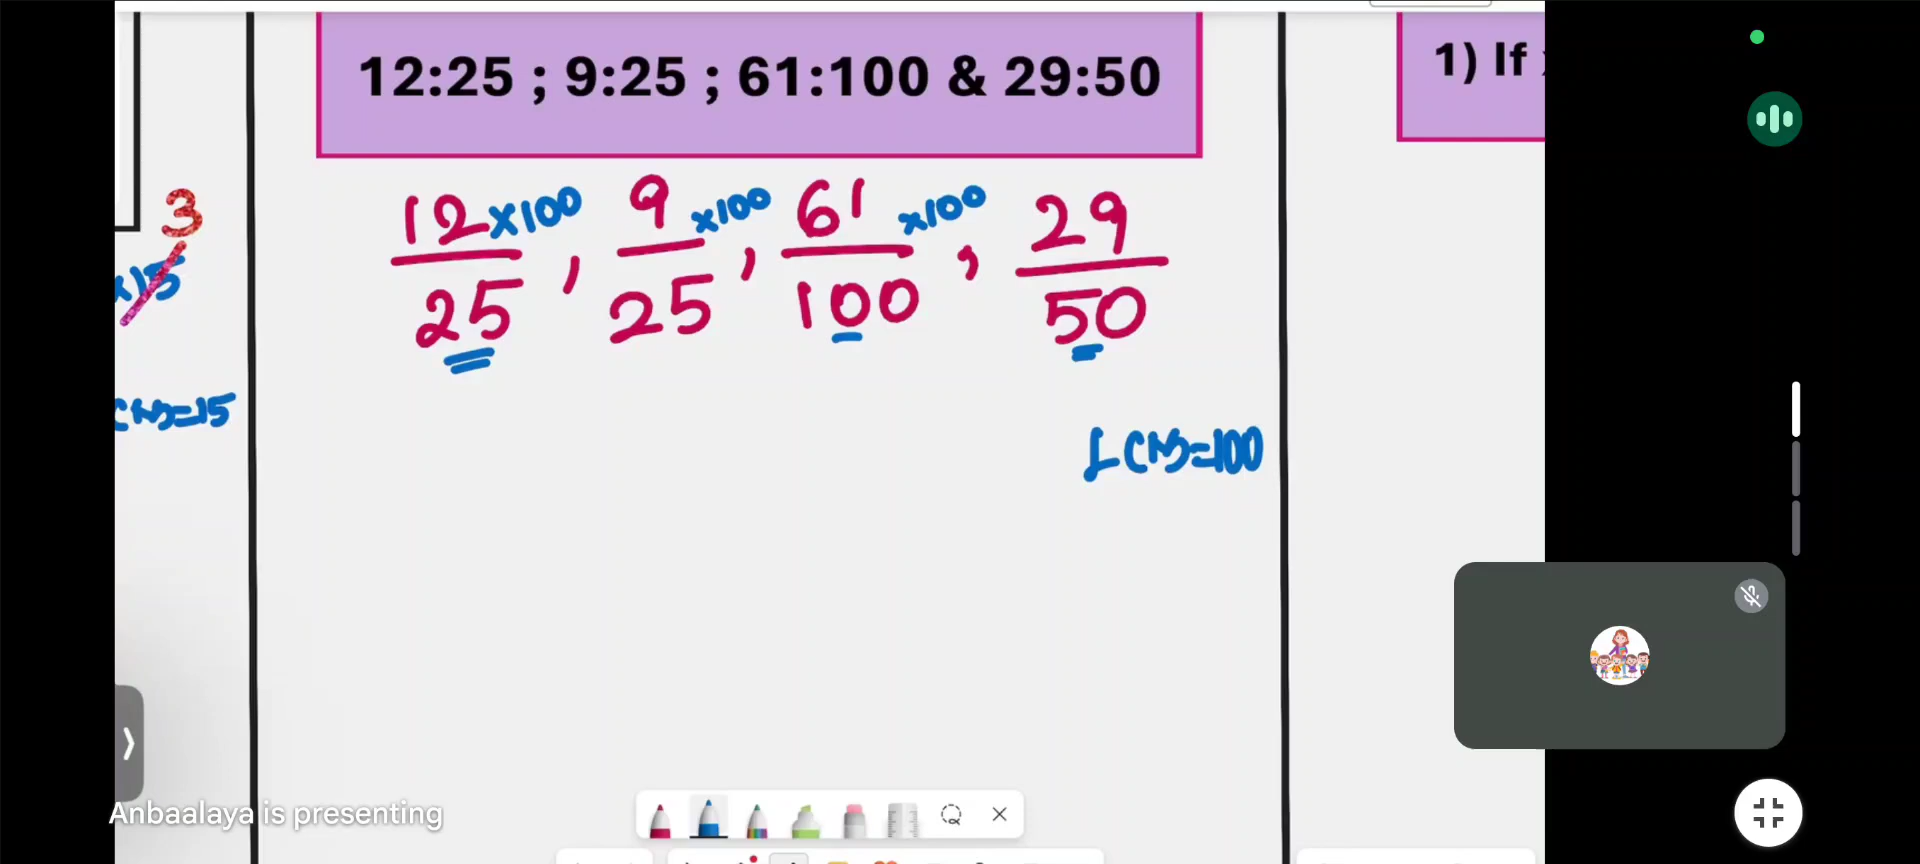 12:25 ; 9:25 ; 61:100 & 29:50
1) If
12 ×100 9 ×100 61 ×100 29
25 , 25 , 100 , 50
3
×15
LCM=100
=15
Anbaalaya is presenting